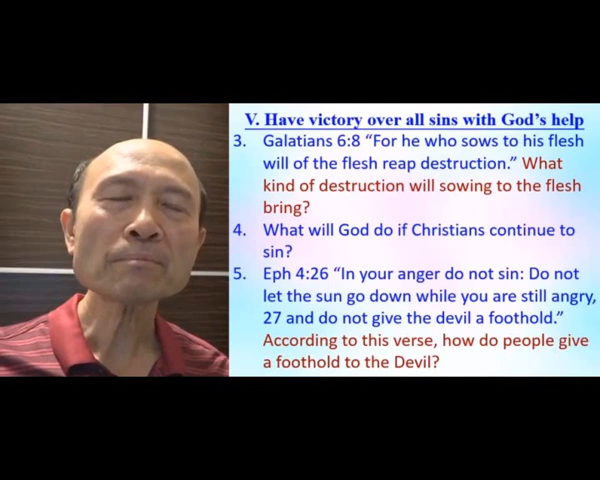 V. Have victory over all sins with God's help
3. Galatians 6:8 “For he who sows to his flesh
will of the flesh reap destruction.” What
kind of destruction will sowing to the flesh
bring?
4. What will God do if Christians continue to
sin?
5. Eph 4:26 “In your anger do not sin: Do not
let the sun go down while you are still angry,
27 and do not give the devil a foothold.”
According to this verse, how do people give
a foothold to the Devil?